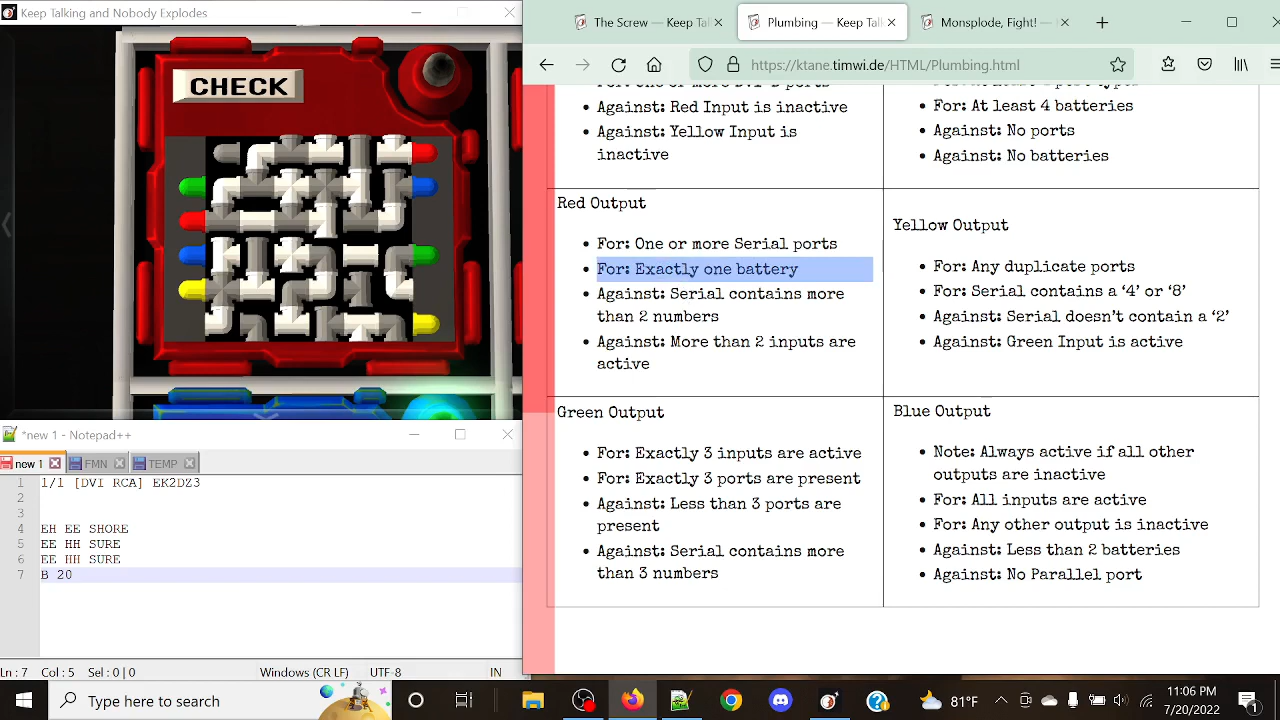 Keep Talking and Nobody Explodes
CHECK
The Screw — Keep Tal
Plumbing — Keep Talk
Monsplode, Fight! —
https://ktane.timwi.de/HTML/Plumbing.html
Against: Red Input is inactive
Against: Yellow Input is
inactive
For: At least 4 batteries
Against: No ports
Against: No batteries
Red Output
For: One or more Serial ports
For: Exactly one battery
Against: Serial contains more
than 2 numbers
Against: More than 2 inputs are
active
Yellow Output
For: Any duplicate ports
For: Serial contains a ‘4’ or ‘8’
Against: Serial doesn’t contain a ‘2’
Against: Green Input is active
Green Output
For: Exactly 3 inputs are active
For: Exactly 3 ports are present
Against: Less than 3 ports are
present
Against: Serial contains more
than 3 numbers
Blue Output
Note: Always active if all other
outputs are inactive
For: All inputs are active
For: Any other output is inactive
Against: Less than 2 batteries
Against: No Parallel port
*new 1 - Notepad++
new 1
FMN
TEMP
1 1/1 [DVI RCA] EK2DZ3
2
3
4 EH EE SHORE
5 EE HH SURE
6 EE HH SURE
7 B 20
Ln : 7 Col : 5 Sel : 0 | 0
Windows (CR LF)
UTF-8
IN
Type here to search
81°F
11:06 PM
7/20/2022
1